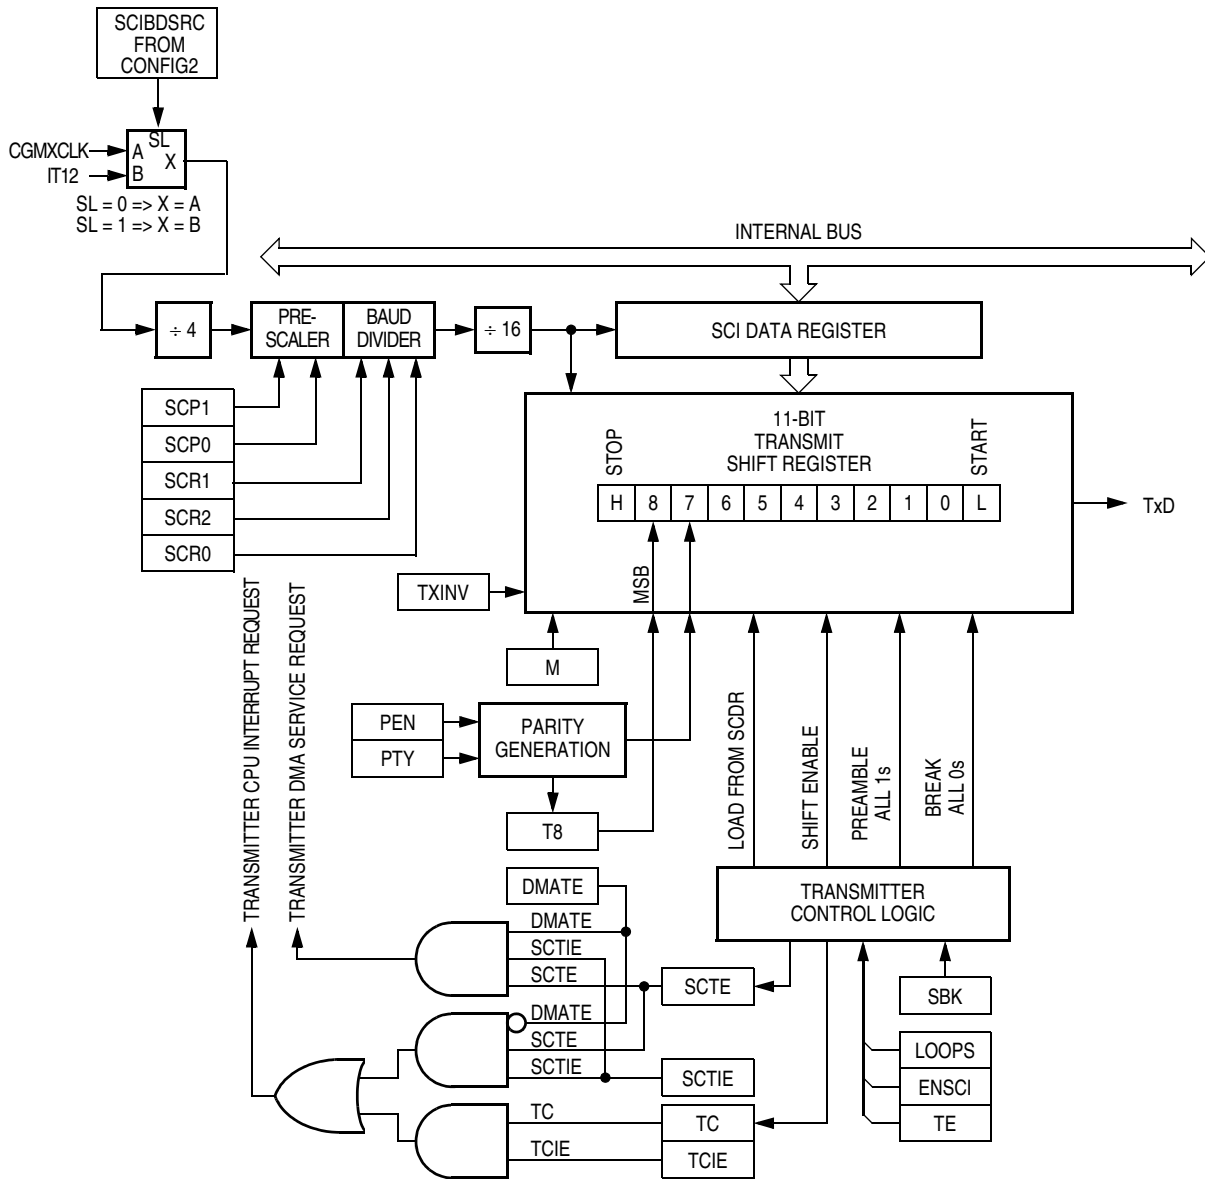 SCIBDSRC
FROM
CONFIG2
SL
CGMXCLK
A
X
IT12
B
SL = 0 => X = A
SL = 1 => X = B
INTERNAL BUS
÷ 4
PRE-
SCALER
BAUD
DIVIDER
÷ 16
SCI DATA REGISTER
SCP1
SCP0
SCR1
SCR2
SCR0
11-BIT
TRANSMIT
SHIFT REGISTER
STOP
START
H 8 7 6 5 4 3 2 1 0 L
TxD
MSB
TXINV
M
TRANSMITTER CPU INTERRUPT REQUEST
TRANSMITTER DMA SERVICE REQUEST
PEN
PTY
PARITY
GENERATION
T8
LOAD FROM SCDR
SHIFT ENABLE
PREAMBLE
ALL 1s
BREAK
ALL 0s
TRANSMITTER
CONTROL LOGIC
DMATE
DMATE
SCTIE
SCTE
SCTE
SBK
DMATE
SCTE
SCTIE
SCTIE
LOOPS
ENSCI
TE
TC
TC
TCIE
TCIE